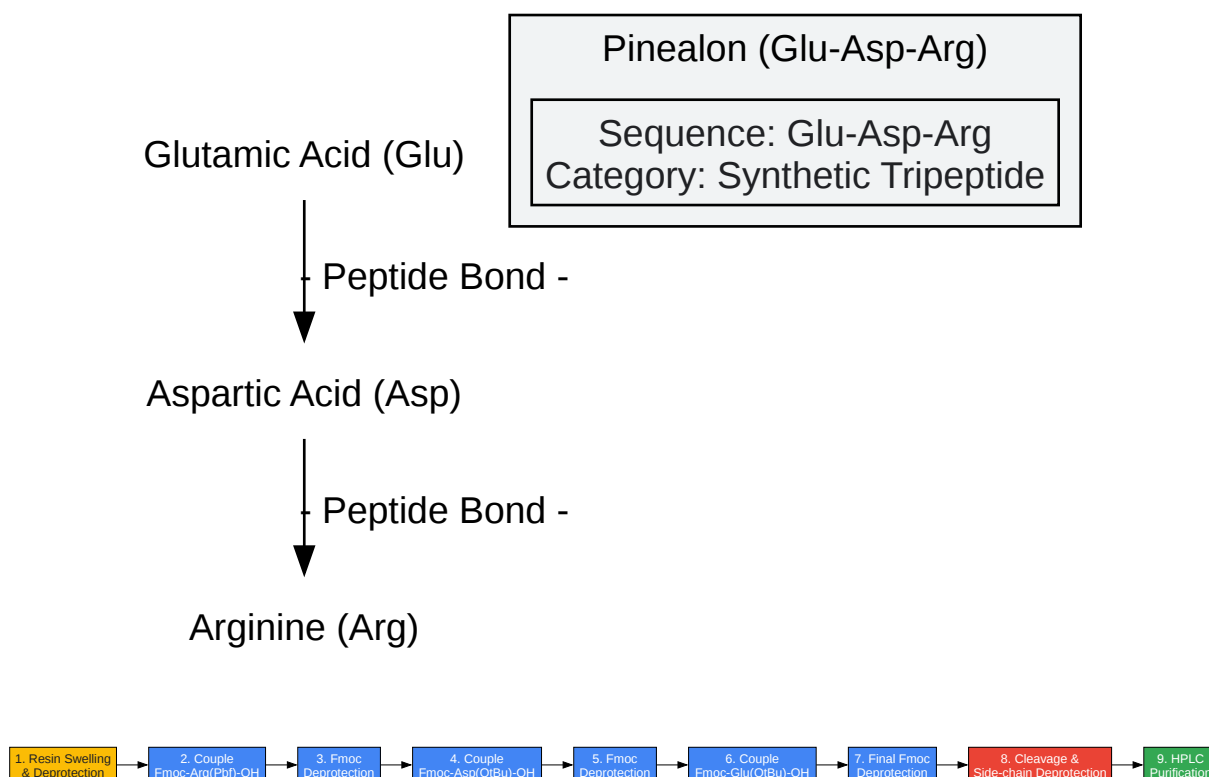 Pinealon (Glu-Asp-Arg)
Sequence: Glu-Asp-Arg
Category: Synthetic Tripeptide
Glutamic Acid (Glu)
- Peptide Bond -
Aspartic Acid (Asp)
- Peptide Bond -
Arginine (Arg)
1. Resin Swelling
& Deprotection
2. Couple
Fmoc-Arg(Pbf)-OH
3. Fmoc
Deprotection
4. Couple
Fmoc-Asp(OtBu)-OH
5. Fmoc
Deprotection
6. Couple
Fmoc-Glu(OtBu)-OH
7. Final Fmoc
Deprotection
8. Cleavage &
Side-chain Deprotection
9. HPLC
Purification